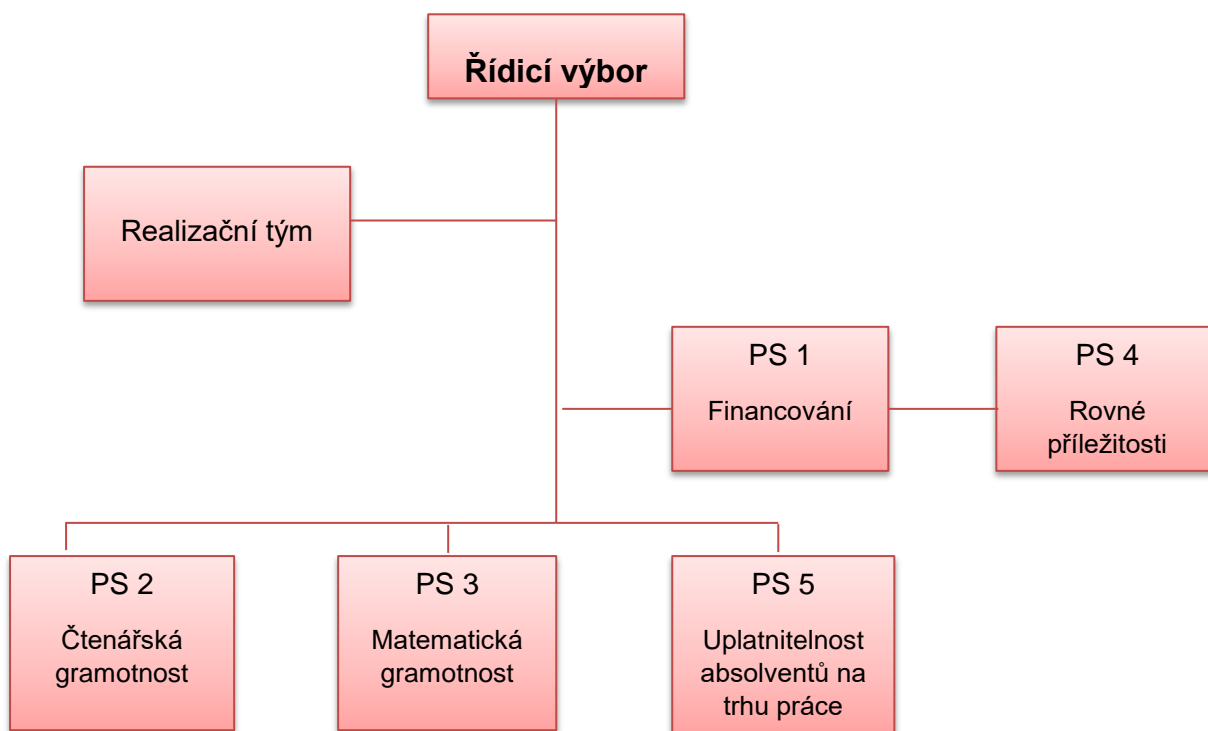 Řídicí výbor
Realizační tým
PS 1
Financování
PS 4
Rovné
příležitosti
PS 2
Čtenářská
gramotnost
PS 3
Matematická
gramotnost
PS 5
Uplatnitelnost
absolventů na
trhu práce